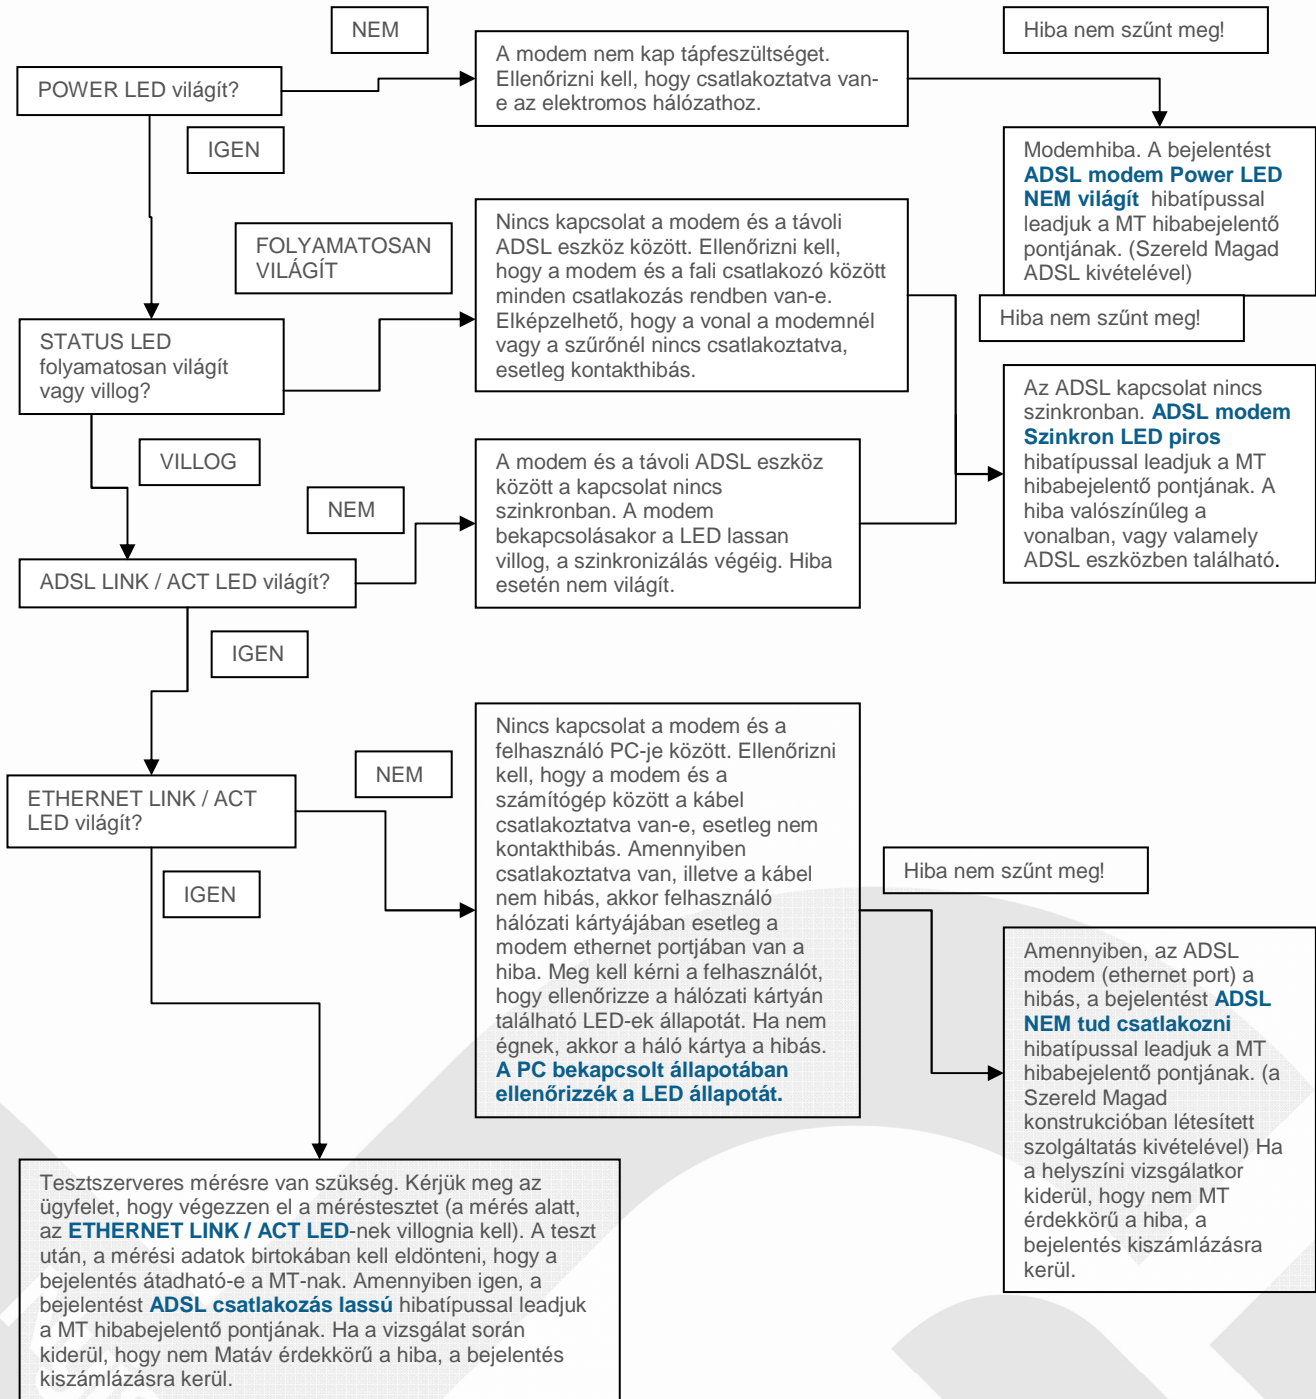 NEM
Hiba nem szűnt meg!
POWER LED világít?
A modem nem kap tápfeszültséget.
Ellenőrizni kell, hogy csatlakoztatva van-
e az elektromos hálózathoz.
IGEN
Modemhiba. A bejelentést
ADSL modem Power LED
NEM világít hibatípussal
leadjuk a MT hibabejelentő
pontjának. (Szereld Magad
ADSL kivételével)
FOLYAMATOSAN
VILÁGÍT
Nincs kapcsolat a modem és a távoli
ADSL eszköz között. Ellenőrizni kell,
hogy a modem és a fali csatlakozó között
minden csatlakozás rendben van-e.
Elképzelhető, hogy a vonal a modemnél
vagy a szűrőnél nincs csatlakoztatva,
esetleg kontakthibás.
Hiba nem szűnt meg!
STATUS LED
folyamatosan világít
vagy villog?
Az ADSL kapcsolat nincs
szinkronban. ADSL modem
Szinkron LED piros
hibatípussal leadjuk a MT
hibabejelentő pontjának. A
hiba valószínűleg a
vonalban, vagy valamely
ADSL eszközben található.
VILLOG
NEM
A modem és a távoli ADSL eszköz
között a kapcsolat nincs
szinkronban. A modem
bekapcsolásakor a LED lassan
villog, a szinkronizálás végéig. Hiba
esetén nem világít.
ADSL LINK / ACT LED világít?
IGEN
NEM
Nincs kapcsolat a modem és a
felhasználó PC-je között. Ellenőrizni
kell, hogy a modem és a
számítógép között a kábel
csatlakoztatva van-e, esetleg nem
kontakthibás. Amennyiben
csatlakoztatva van, illetve a kábel
nem hibás, akkor felhasználó
hálózati kártyájában esetleg a
modem ethernet portjában van a
hiba. Meg kell kérni a felhasználót,
hogy ellenőrizze a hálózati kártyán
található LED-ek állapotát. Ha nem
égnek, akkor a háló kártya a hibás.
A PC bekapcsolt állapotában
ellenőrizzék a LED állapotát.
ETHERNET LINK / ACT
LED világít?
IGEN
Hiba nem szűnt meg!
Amennyiben, az ADSL
modem (ethernet port) a
hibás, a bejelentést ADSL
NEM tud csatlakozni
hibatípussal leadjuk a MT
hibabejelentő pontjának. (a
Szereld Magad
konstrukcióban létesített
szolgáltatás kivételével) Ha
a helyszíni vizsgálatkor
kiderül, hogy nem MT
érdekkörű a hiba, a
bejelentés kiszámlázásra
kerül.
Tesztszerveres mérésre van szükség. Kérjük meg az
ügyfelet, hogy végezzen el a méréstesztet (a mérés alatt,
az ETHERNET LINK / ACT LED-nek villognia kell). A teszt
után, a mérési adatok birtokában kell eldönteni, hogy a
bejelentés átadható-e a MT-nak. Amennyiben igen, a
bejelentést ADSL csatlakozás lassú hibatípussal leadjuk
a MT hibabejelentő pontjának. Ha a vizsgálat során
kiderül, hogy nem Matáv érdekkörű a hiba, a bejelentés
kiszámlázásra kerül.